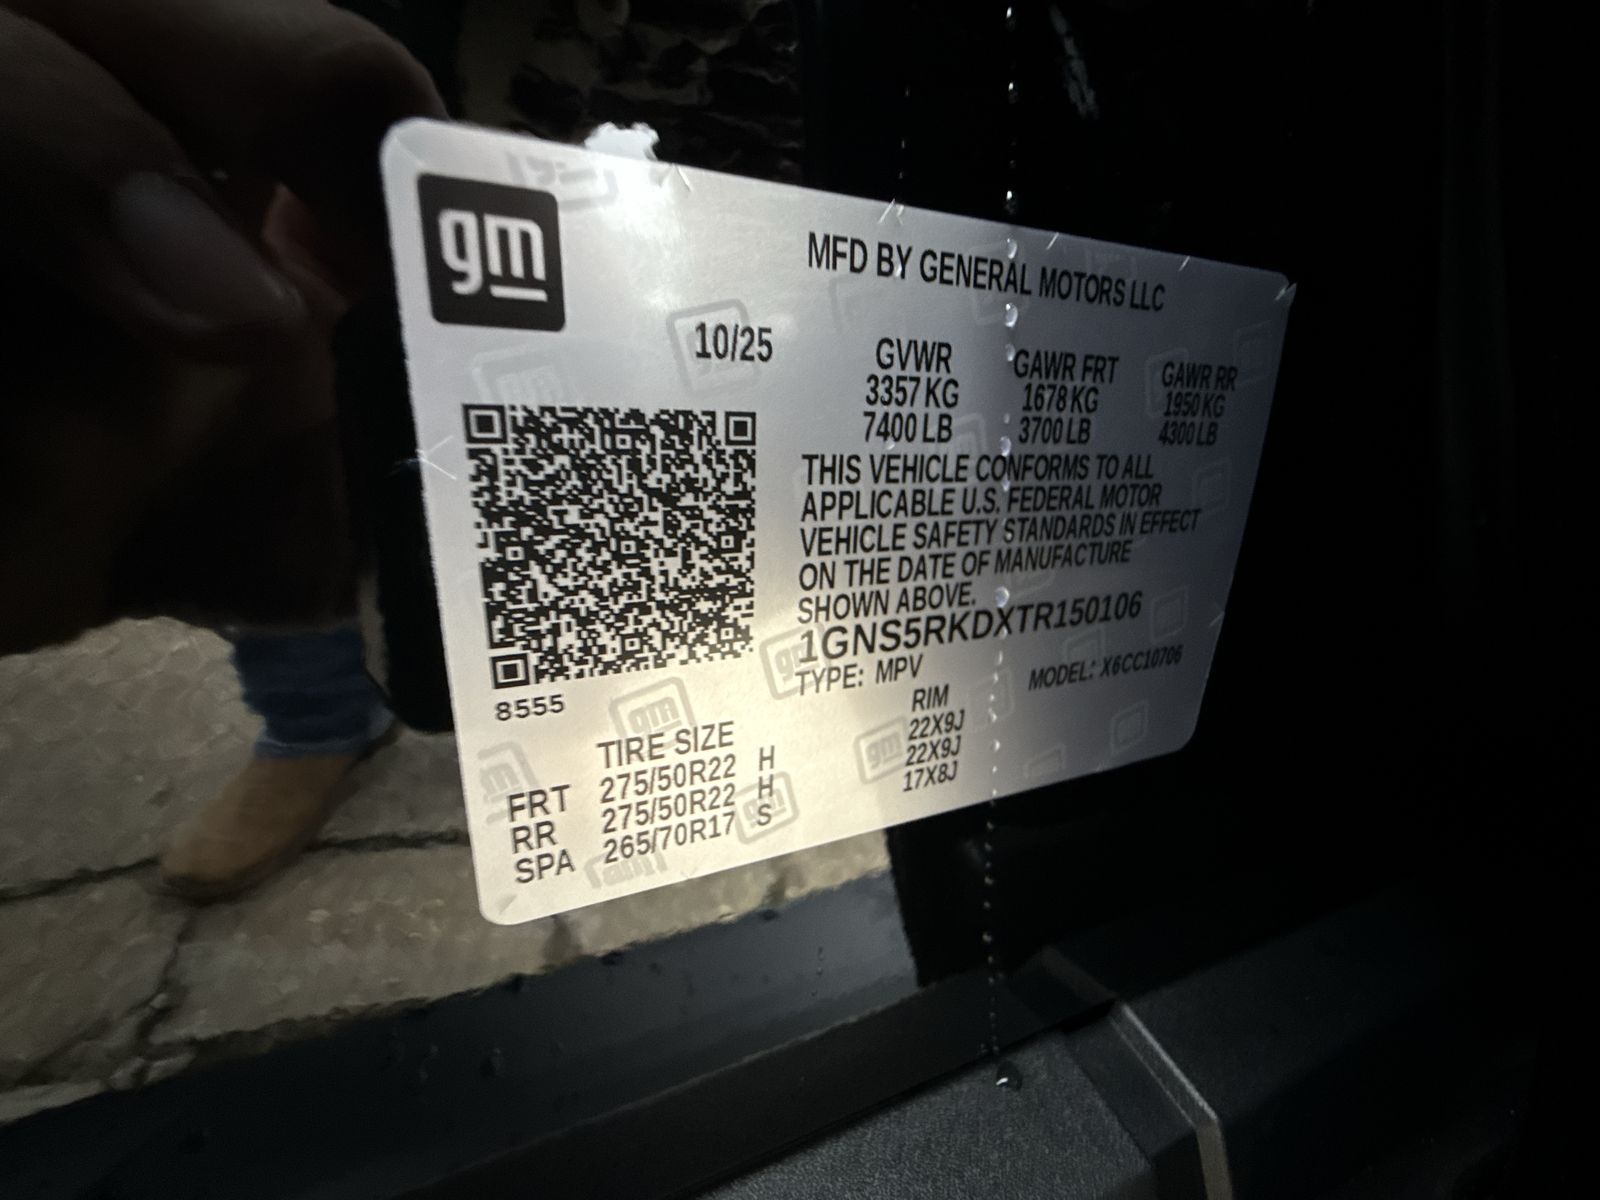 gm
MFD BY GENERAL MOTORS LLC
10/25
GVWR GAWR FRT GAWR RR
3357 KG 1678 KG 1950 KG
7400 LB 3700 LB 4300 LB
THIS VEHICLE CONFORMS TO ALL
APPLICABLE U.S. FEDERAL MOTOR
VEHICLE SAFETY STANDARDS IN EFFECT
ON THE DATE OF MANUFACTURE
SHOWN ABOVE.
1GNS5RKDXTR150106
TYPE: MPV MODEL: X6CC10706
8555
TIRE SIZE RIM
FRT 275/50R22 H 22X9J
RR 275/50R22 H 22X9J
SPA 265/70R17 S 17X8J